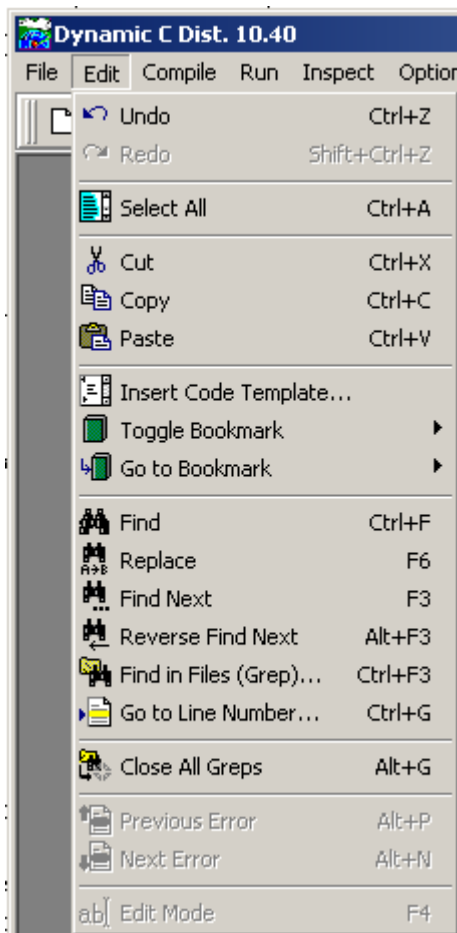 Dynamic C Dist. 10.40
File Edit Compile Run Inspect Option
Undo Ctrl+Z
Redo Shift+Ctrl+Z
Select All Ctrl+A
Cut Ctrl+X
Copy Ctrl+C
Paste Ctrl+V
Insert Code Template...
Toggle Bookmark
Go to Bookmark
Find Ctrl+F
Replace F6
Find Next F3
Reverse Find Next Alt+F3
Find in Files (Grep)... Ctrl+F3
Go to Line Number... Ctrl+G
Close All Greps Alt+G
Previous Error Alt+P
Next Error Alt+N
Edit Mode F4